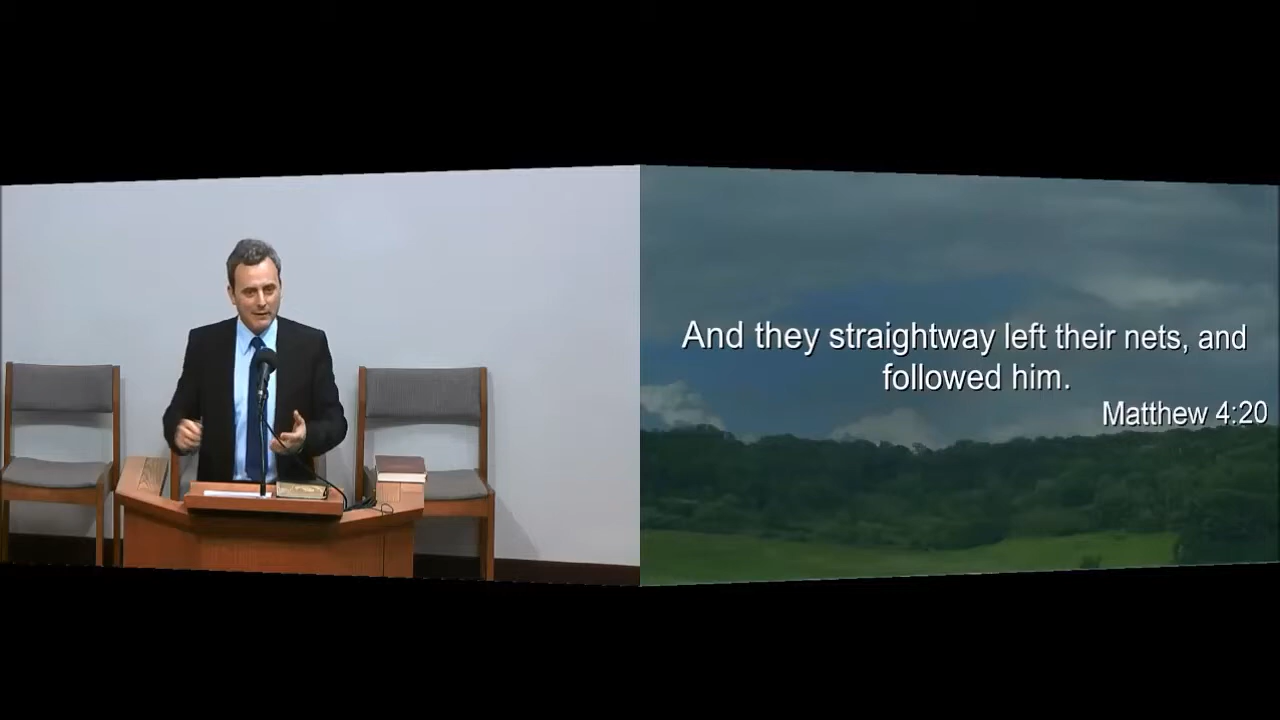 And they straightway left their nets, and
followed him.
Matthew 4:20